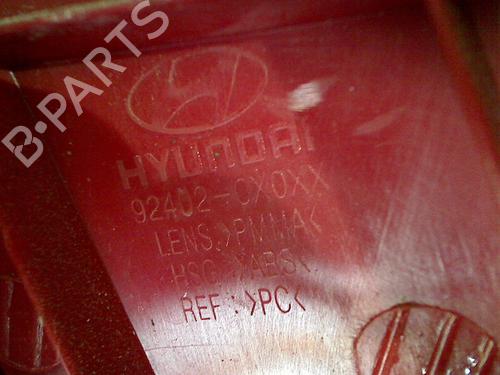 B-PARTS
HYUNDAI
92402-CX0XX
LENS:>PMMA<
HSG:>ABS<
REF:>PC<